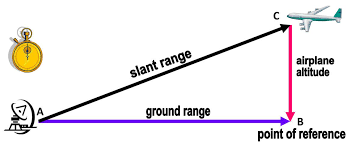 C
slant range
airplane
altitude
A
ground range
B
point of reference